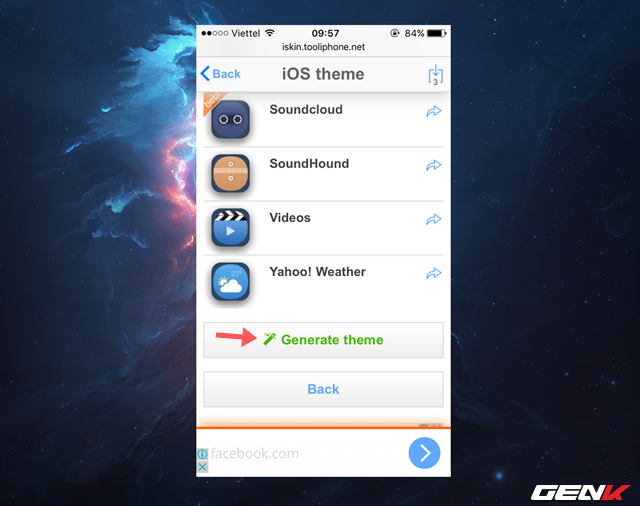 Viettel 09:57 84%
iskin.tooliphone.net
Back iOS theme 3
Soundcloud
SoundHound
Videos
20°
Yahoo! Weather
Generate theme
Back
facebook.com
GENK